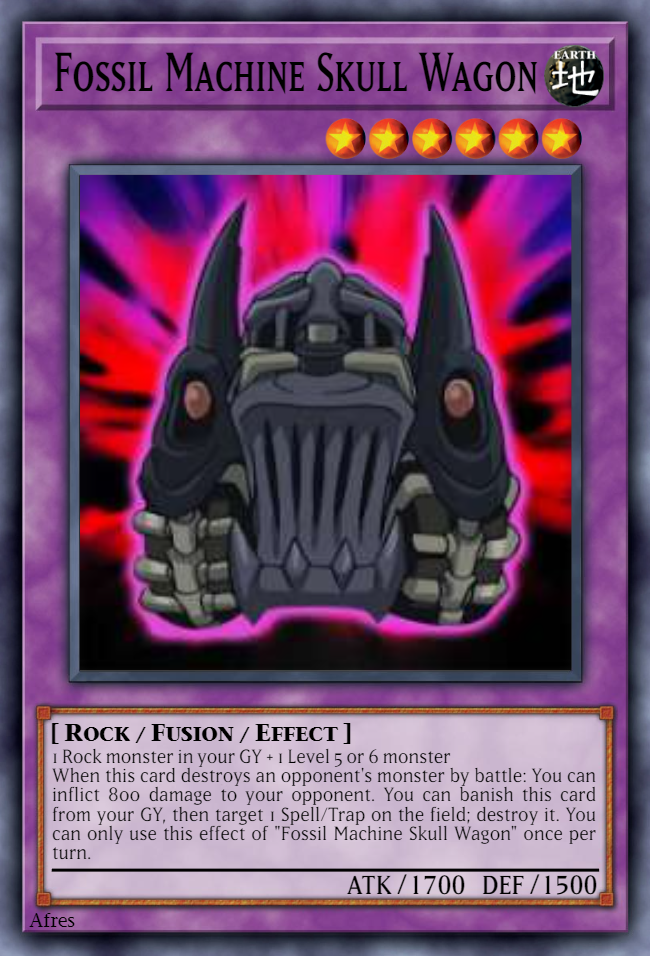 Fossil Machine Skull Wagon
EARTH
地
[ Rock / Fusion / Effect ]
1 Rock monster in your GY + 1 Level 5 or 6 monster
When this card destroys an opponent's monster by battle: You can
inflict 800 damage to your opponent. You can banish this card
from your GY, then target 1 Spell/Trap on the field; destroy it. You
can only use this effect of "Fossil Machine Skull Wagon" once per
turn.
ATK / 1700 DEF / 1500
Afres